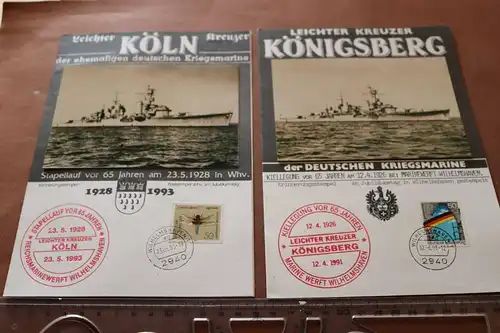 Leichter KÖLN Kreuzer
der ehemaligen deutschen Kriegsmarine
Stapellauf vor 65 Jahren am 23.5.1928 in Whv.
1928 1993
STAPELLAUF VOR 65 JAHREN
23. 5. 1928
LEICHTER KREUZER
KÖLN
23. 5. 1993
REICHSMARINEWERFT WILHELMSHAVEN
2940
LEICHTER KREUZER
KÖNIGSBERG
der DEUTSCHEN KRIEGSMARINE
KIELLEGUNG VOR 65 JAHREN am 12.4.1926 bei MARINEWERFT WILHELMSHAVEN.
KIELLEGUNG VOR 65 JAHREN
12. 4. 1926
LEICHTER KREUZER
KÖNIGSBERG
12. 4. 1991
MARINE WERFT WILHELMSHAVEN
2940